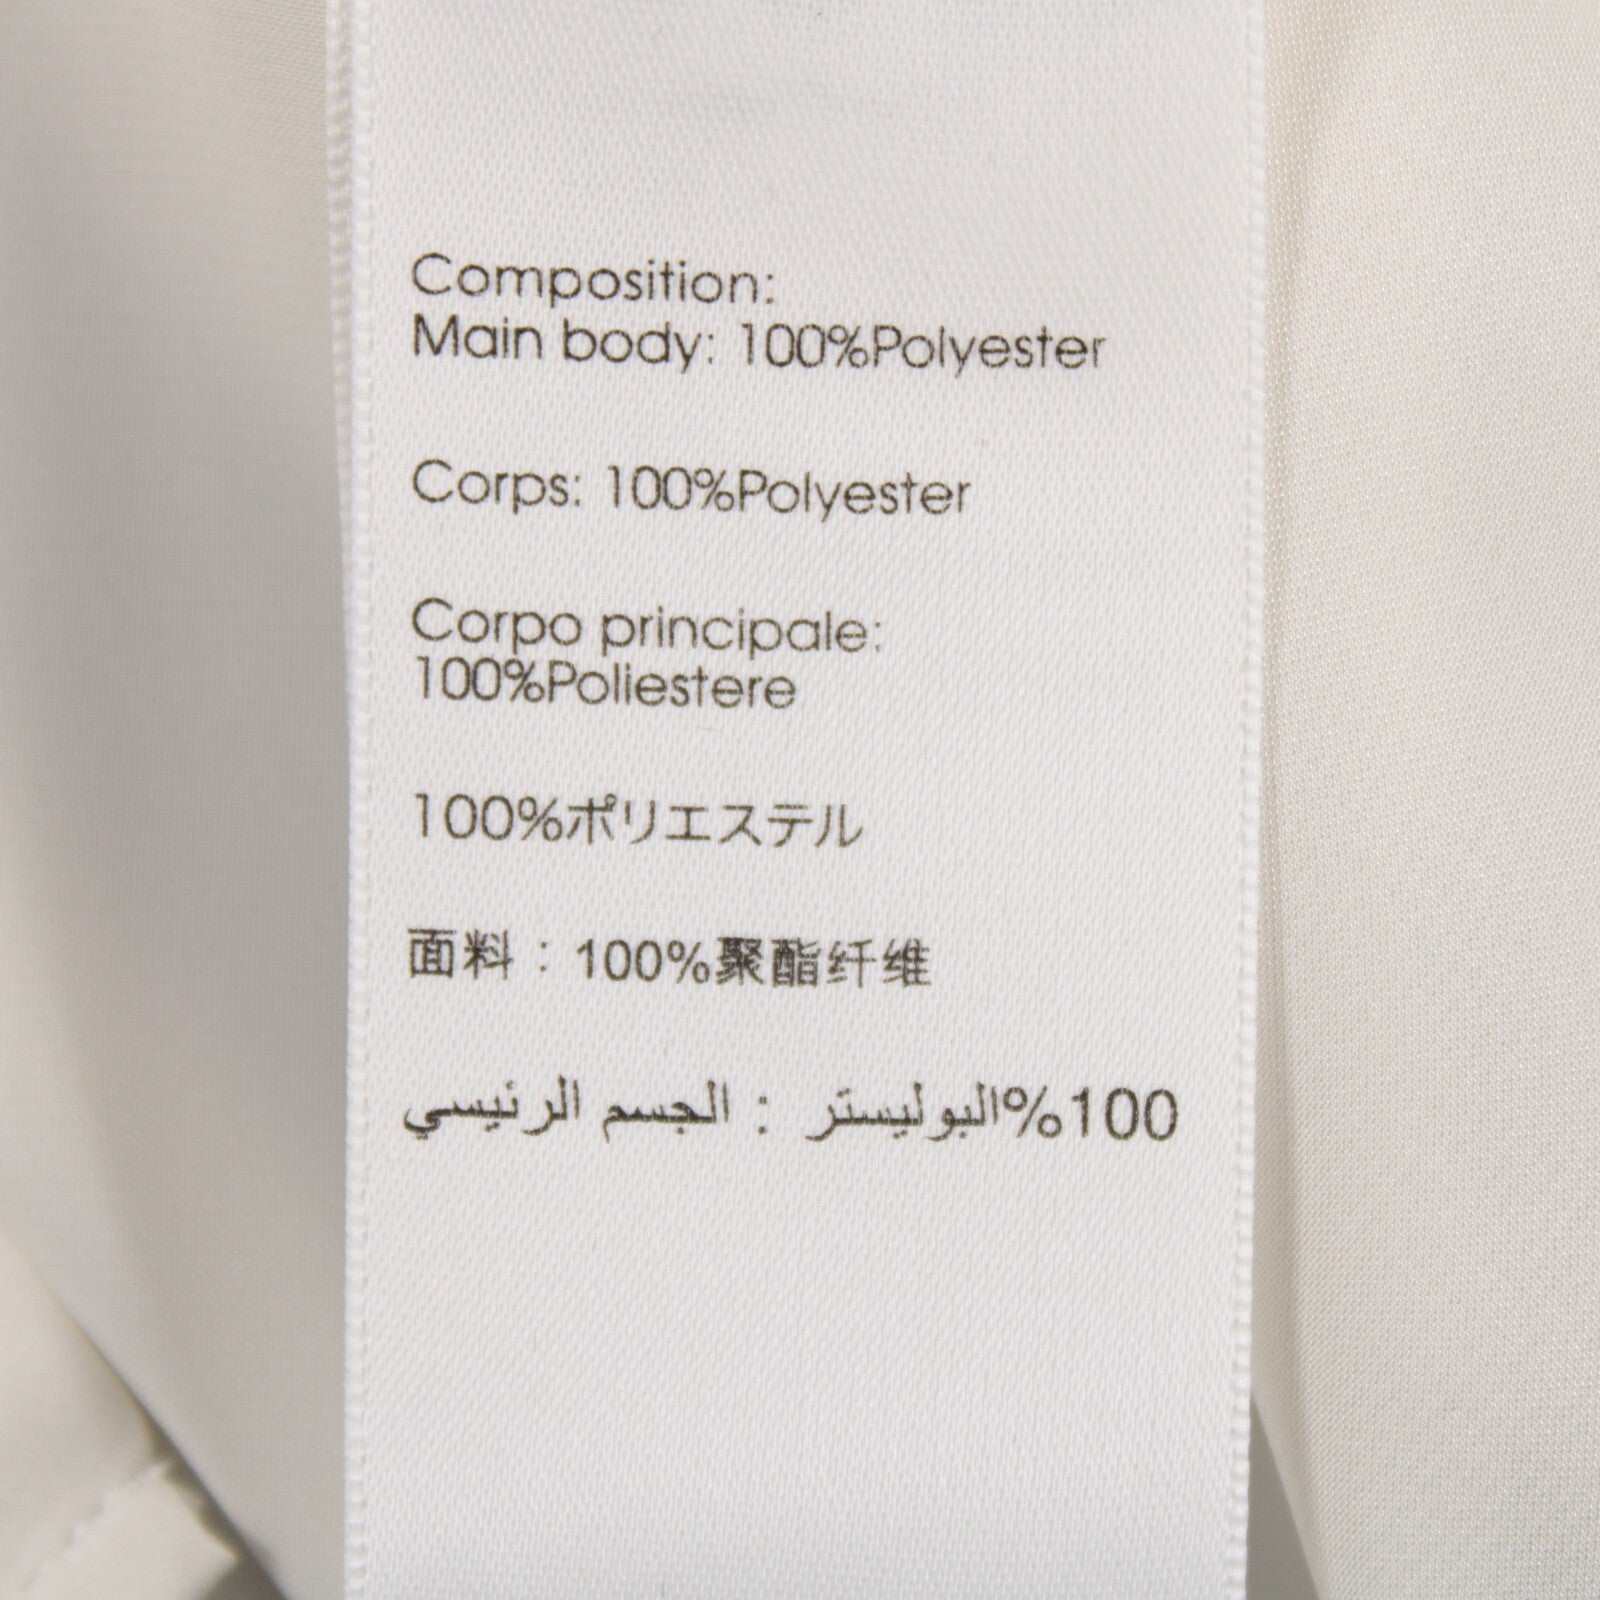 Composition:
Main body: 100%Polyester
Corps: 100%Polyester
Corpo principale:
100%Poliestere
100%ポリエステル
面料：100%聚酯纤维
الجسم الرئيسي : البوليستر%100